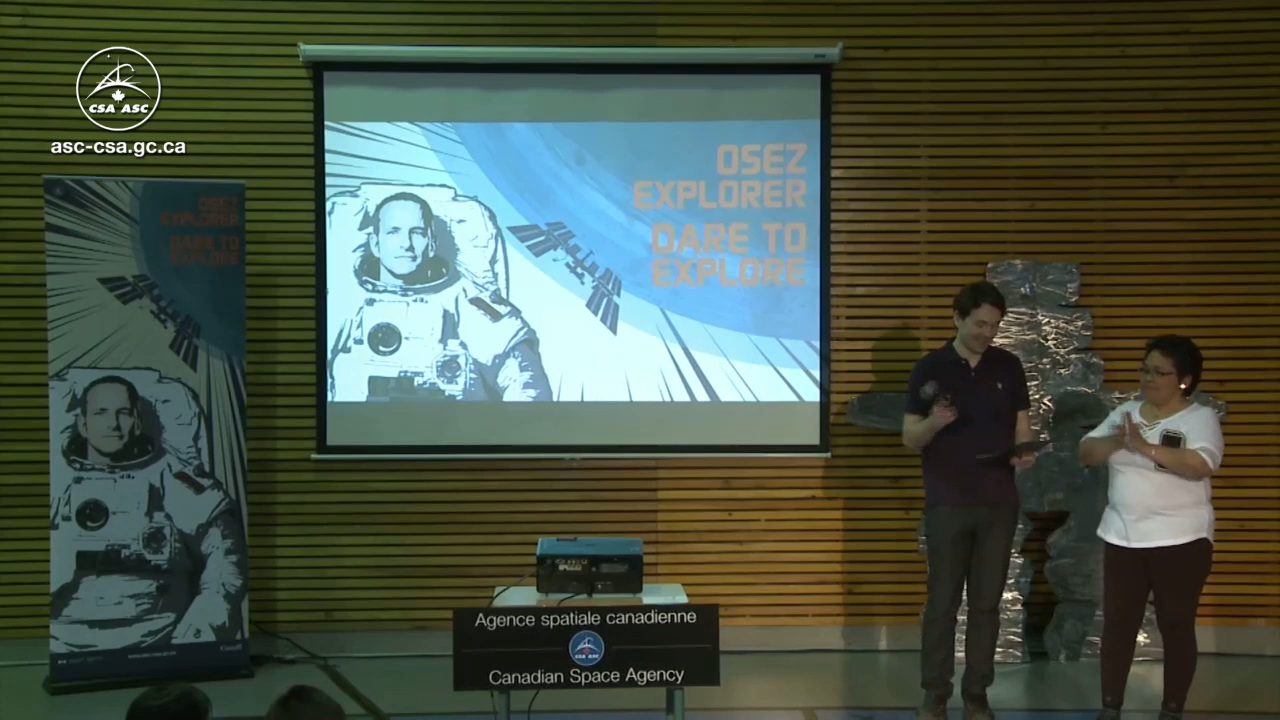 CSA ASC
asc-csa.gc.ca
OSEZ
EXPLORER
DARE TO
EXPLORE
OSEZ
EXPLORER
DARE TO
EXPLORE
Agence spatiale canadienne
CSA ASC
Canadian Space Agency